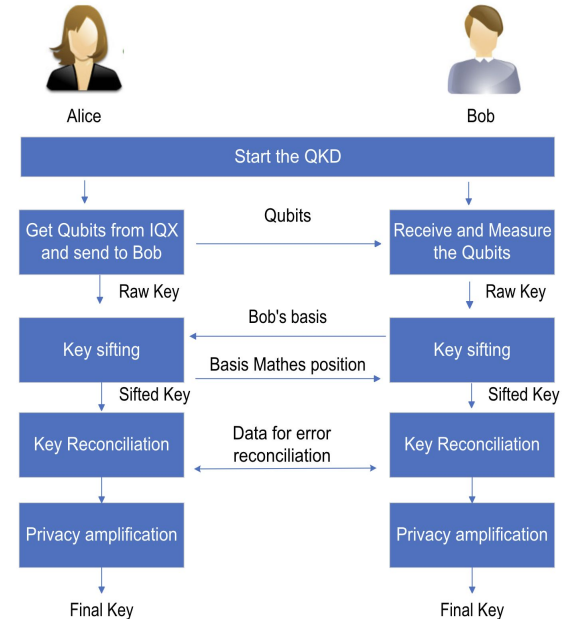 Alice
Bob
Start the QKD
Get Qubits from IQX
and send to Bob
Qubits
Receive and Measure
the Qubits
Raw Key
Raw Key
Bob's basis
Key sifting
Key sifting
Basis Mathes position
Sifted Key
Sifted Key
Key Reconciliation
Data for error
reconciliation
Key Reconciliation
Privacy amplification
Privacy amplification
Final Key
Final Key